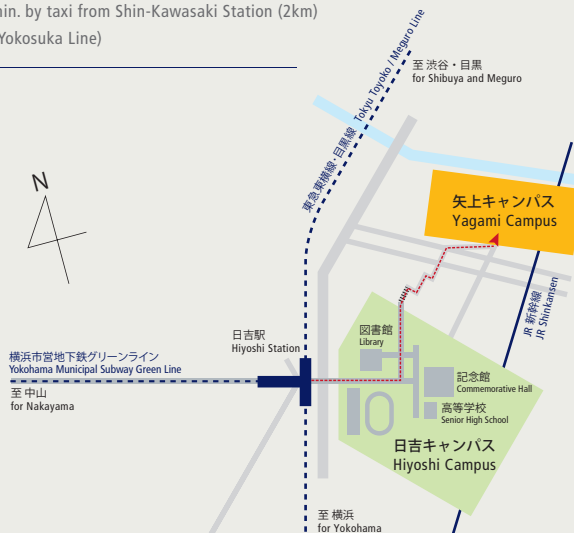 min. by taxi from Shin-Kawasaki Station (2km)
Yokosuka Line)
至 渋谷・目黒
for Shibuya and Meguro
東急東横線・目黒線 Tokyu Toyoko / Meguro Line
N
矢上キャンパス
Yagami Campus
JR 新幹線
JR Shinkansen
日吉駅
Hiyoshi Station
図書館
Library
横浜市営地下鉄グリーンライン
Yokohama Municipal Subway Green Line
至 中山
for Nakayama
記念館
Commemorative Hall
高等学校
Senior High School
日吉キャンパス
Hiyoshi Campus
至 横浜
for Yokohama